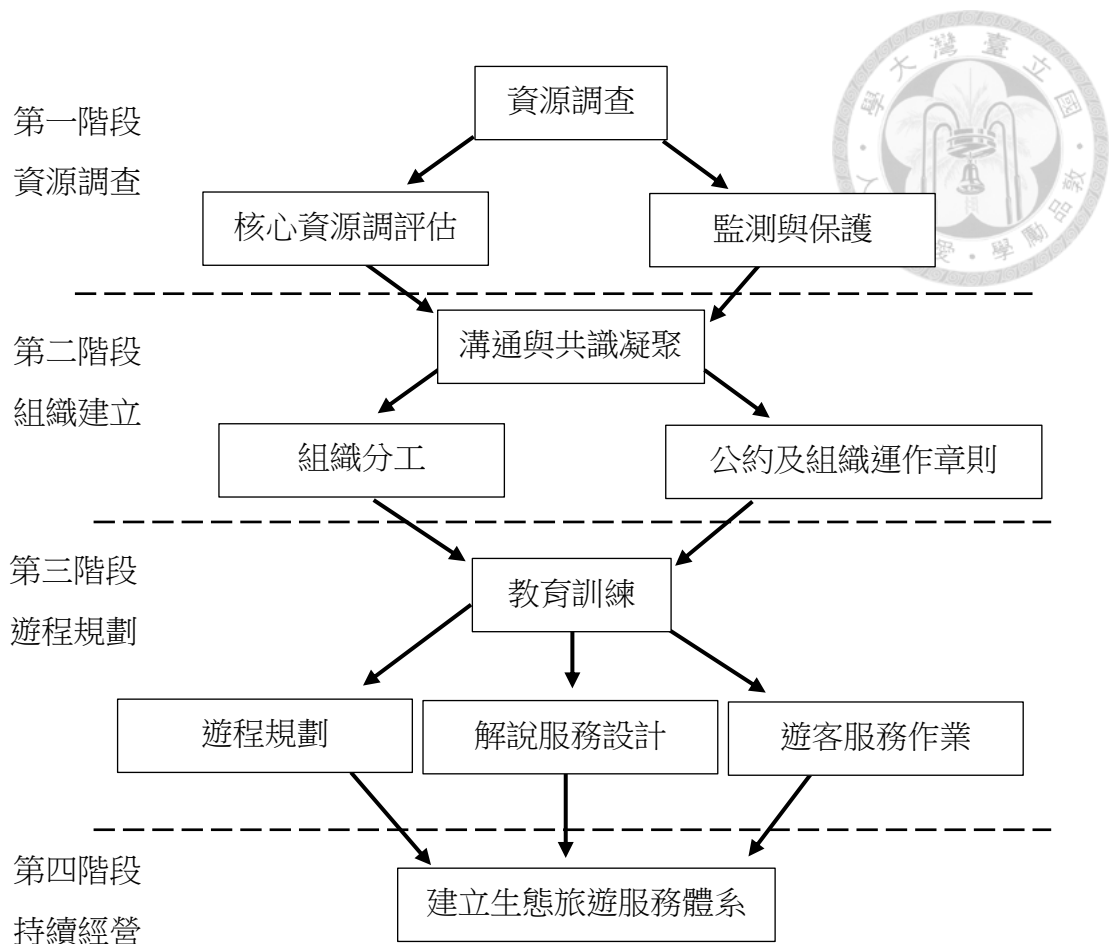 資源調查
第一階段
資源調查
核心資源調評估
監測與保護
溝通與共識凝聚
第二階段
組織建立
組織分工
公約及組織運作章則
第三階段
遊程規劃
教育訓練
遊程規劃
解說服務設計
遊客服務作業
第四階段
持續經營
建立生態旅遊服務體系